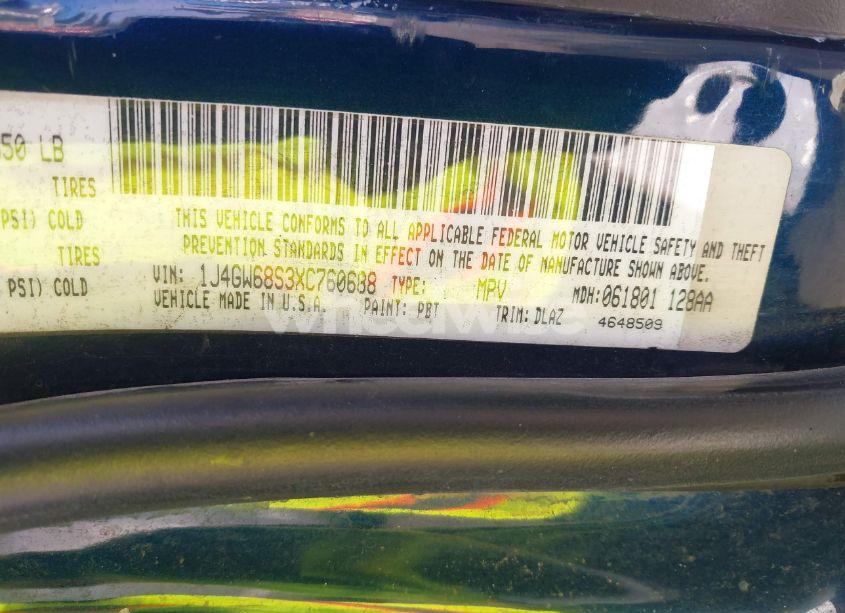 50 LB
TIRES
PSI) COLD
TIRES
PSI) COLD
THIS VEHICLE CONFORMS TO ALL APPLICABLE FEDERAL MOTOR VEHICLE SAFETY AND THEFT
PREVENTION STANDARDS IN EFFECT ON THE DATE OF MANUFACTURE SHOWN ABOVE.
VIN: 1J4GW68S3XC760688 TYPE: MPV MDH:061801 128AA
VEHICLE MADE IN U.S.A. PAINT: PBT TRIM: DLAZ 4648509